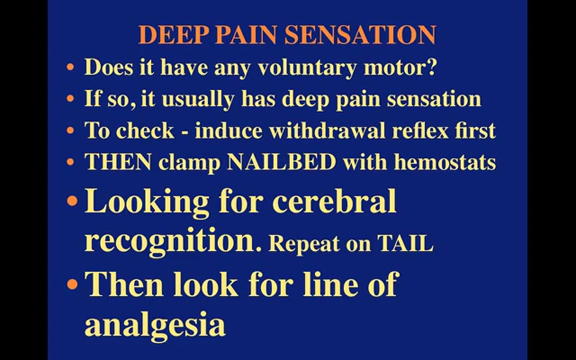 DEEP PAIN SENSATION
• Does it have any voluntary motor?
• If so, it usually has deep pain sensation
• To check - induce withdrawal reflex first
• THEN clamp NAILBED with hemostats
• Looking for cerebral
recognition. Repeat on TAIL
• Then look for line of
analgesia